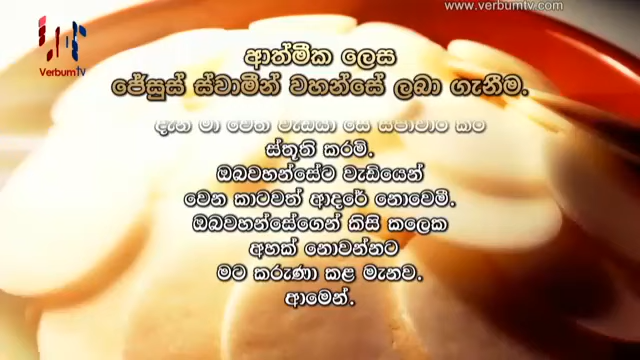 www.verbumtv.com
Verbumtv
ආත්මික ලෙස
ජේසුස් ස්වාමීන් වහන්සේ ලබා ගැනීම.
ස්තූති කරමි.
ඔබවහන්සේට වැඩියෙන්
වෙන කාටවත් ආදරේ නොවෙමි.
ඔබවහන්සේගෙන් කිසි කලෙක
අහක් නොවන්නට
මට කරුණා කළ මැනව.
ආමෙන්.